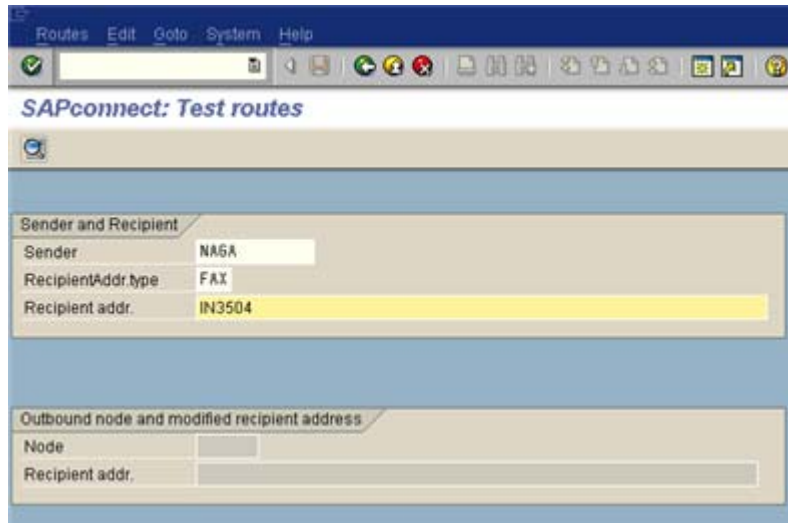 Routes Edit Goto System Help
SAPconnect: Test routes
Sender and Recipient
Sender NAGA
RecipientAddr.type FAX
Recipient addr. IN3504
Outbound node and modified recipient address
Node
Recipient addr.